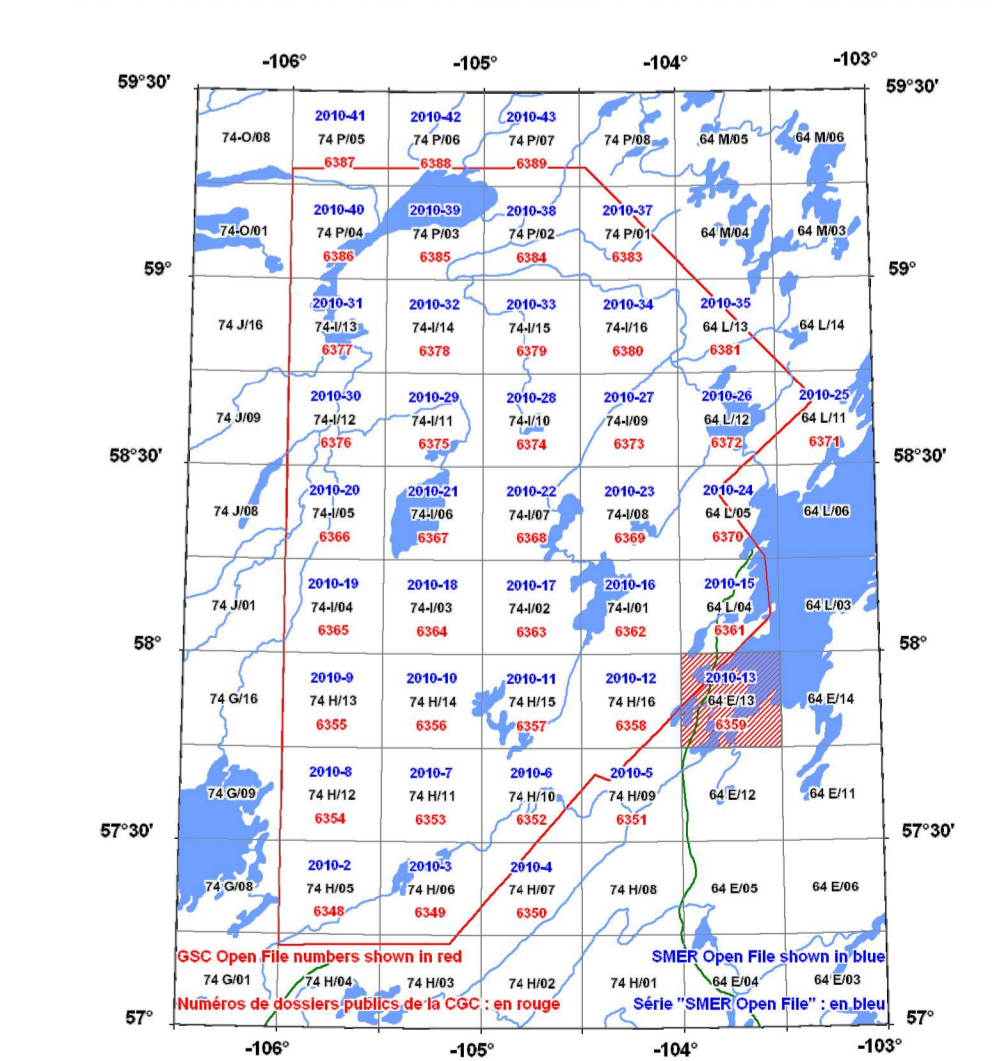 -106° -105° -104° -103°
59°30' 59°30'
2010-41 2010-42 2010-43
74-O/08 74 P/05 74 P/06 74 P/07 74 P/08 64 M/05 64 M/06
6387 6388 6389
2010-40 2010-39 2010-38 2010-37
74-O/01 74 P/04 74 P/03 74 P/02 74 P/01 64 M/04 64 M/03
6386 6385 6384 6383
59° 59°
2010-31 2010-32 2010-33 2010-34 2010-35
74 J/16 74-I/13 74-I/14 74-I/15 74-I/16 64 L/13 64 L/14
6377 6378 6379 6380 6381
2010-30 2010-29 2010-28 2010-27 2010-26 2010-25
74 J/09 74-I/12 74-I/11 74-I/10 74-I/09 64 L/12 64 L/11
6376 6375 6374 6373 6372 6371
58°30' 58°30'
2010-20 2010-21 2010-22 2010-23 2010-24
74 J/08 74-I/05 74-I/06 74-I/07 74-I/08 64 L/05 64 L/06
6366 6367 6368 6369 6370
2010-19 2010-18 2010-17 2010-16 2010-15
74 J/01 74-I/04 74-I/03 74-I/02 74-I/01 64 L/04 64 L/03
6365 6364 6363 6362 6361
58° 58°
2010-9 2010-10 2010-11 2010-12 2010-13
74 G/16 74 H/13 74 H/14 74 H/15 74 H/16 64 E/13 64 E/14
6355 6356 6357 6358 6359
2010-8 2010-7 2010-6 2010-5
74 G/09 74 H/12 74 H/11 74 H/10 74 H/09 64 E/12 64 E/11
6354 6353 6352 6351
57°30' 57°30'
2010-2 2010-3 2010-4
74 G/08 74 H/05 74 H/06 74 H/07 74 H/08 64 E/05 64 E/06
6348 6349 6350
GSC Open File numbers shown in red SMER Open File shown in blue
74 G/01 74 H/04 74 H/03 74 H/02 74 H/01 64 E/04 64 E/03
Numéros de dossiers publics de la CGC : en rouge Série "SMER Open File" : en bleu
57° 57°
-106° -105° -104° -103°